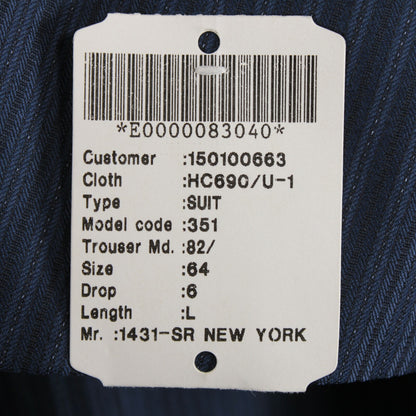 *E0000083040*
Customer :150100663
Cloth :HC690/U-1
Type :SUIT
Model code :351
Trouser Md. :82/
Size :64
Drop :6
Length :L
Mr. :1431-SR NEW YORK